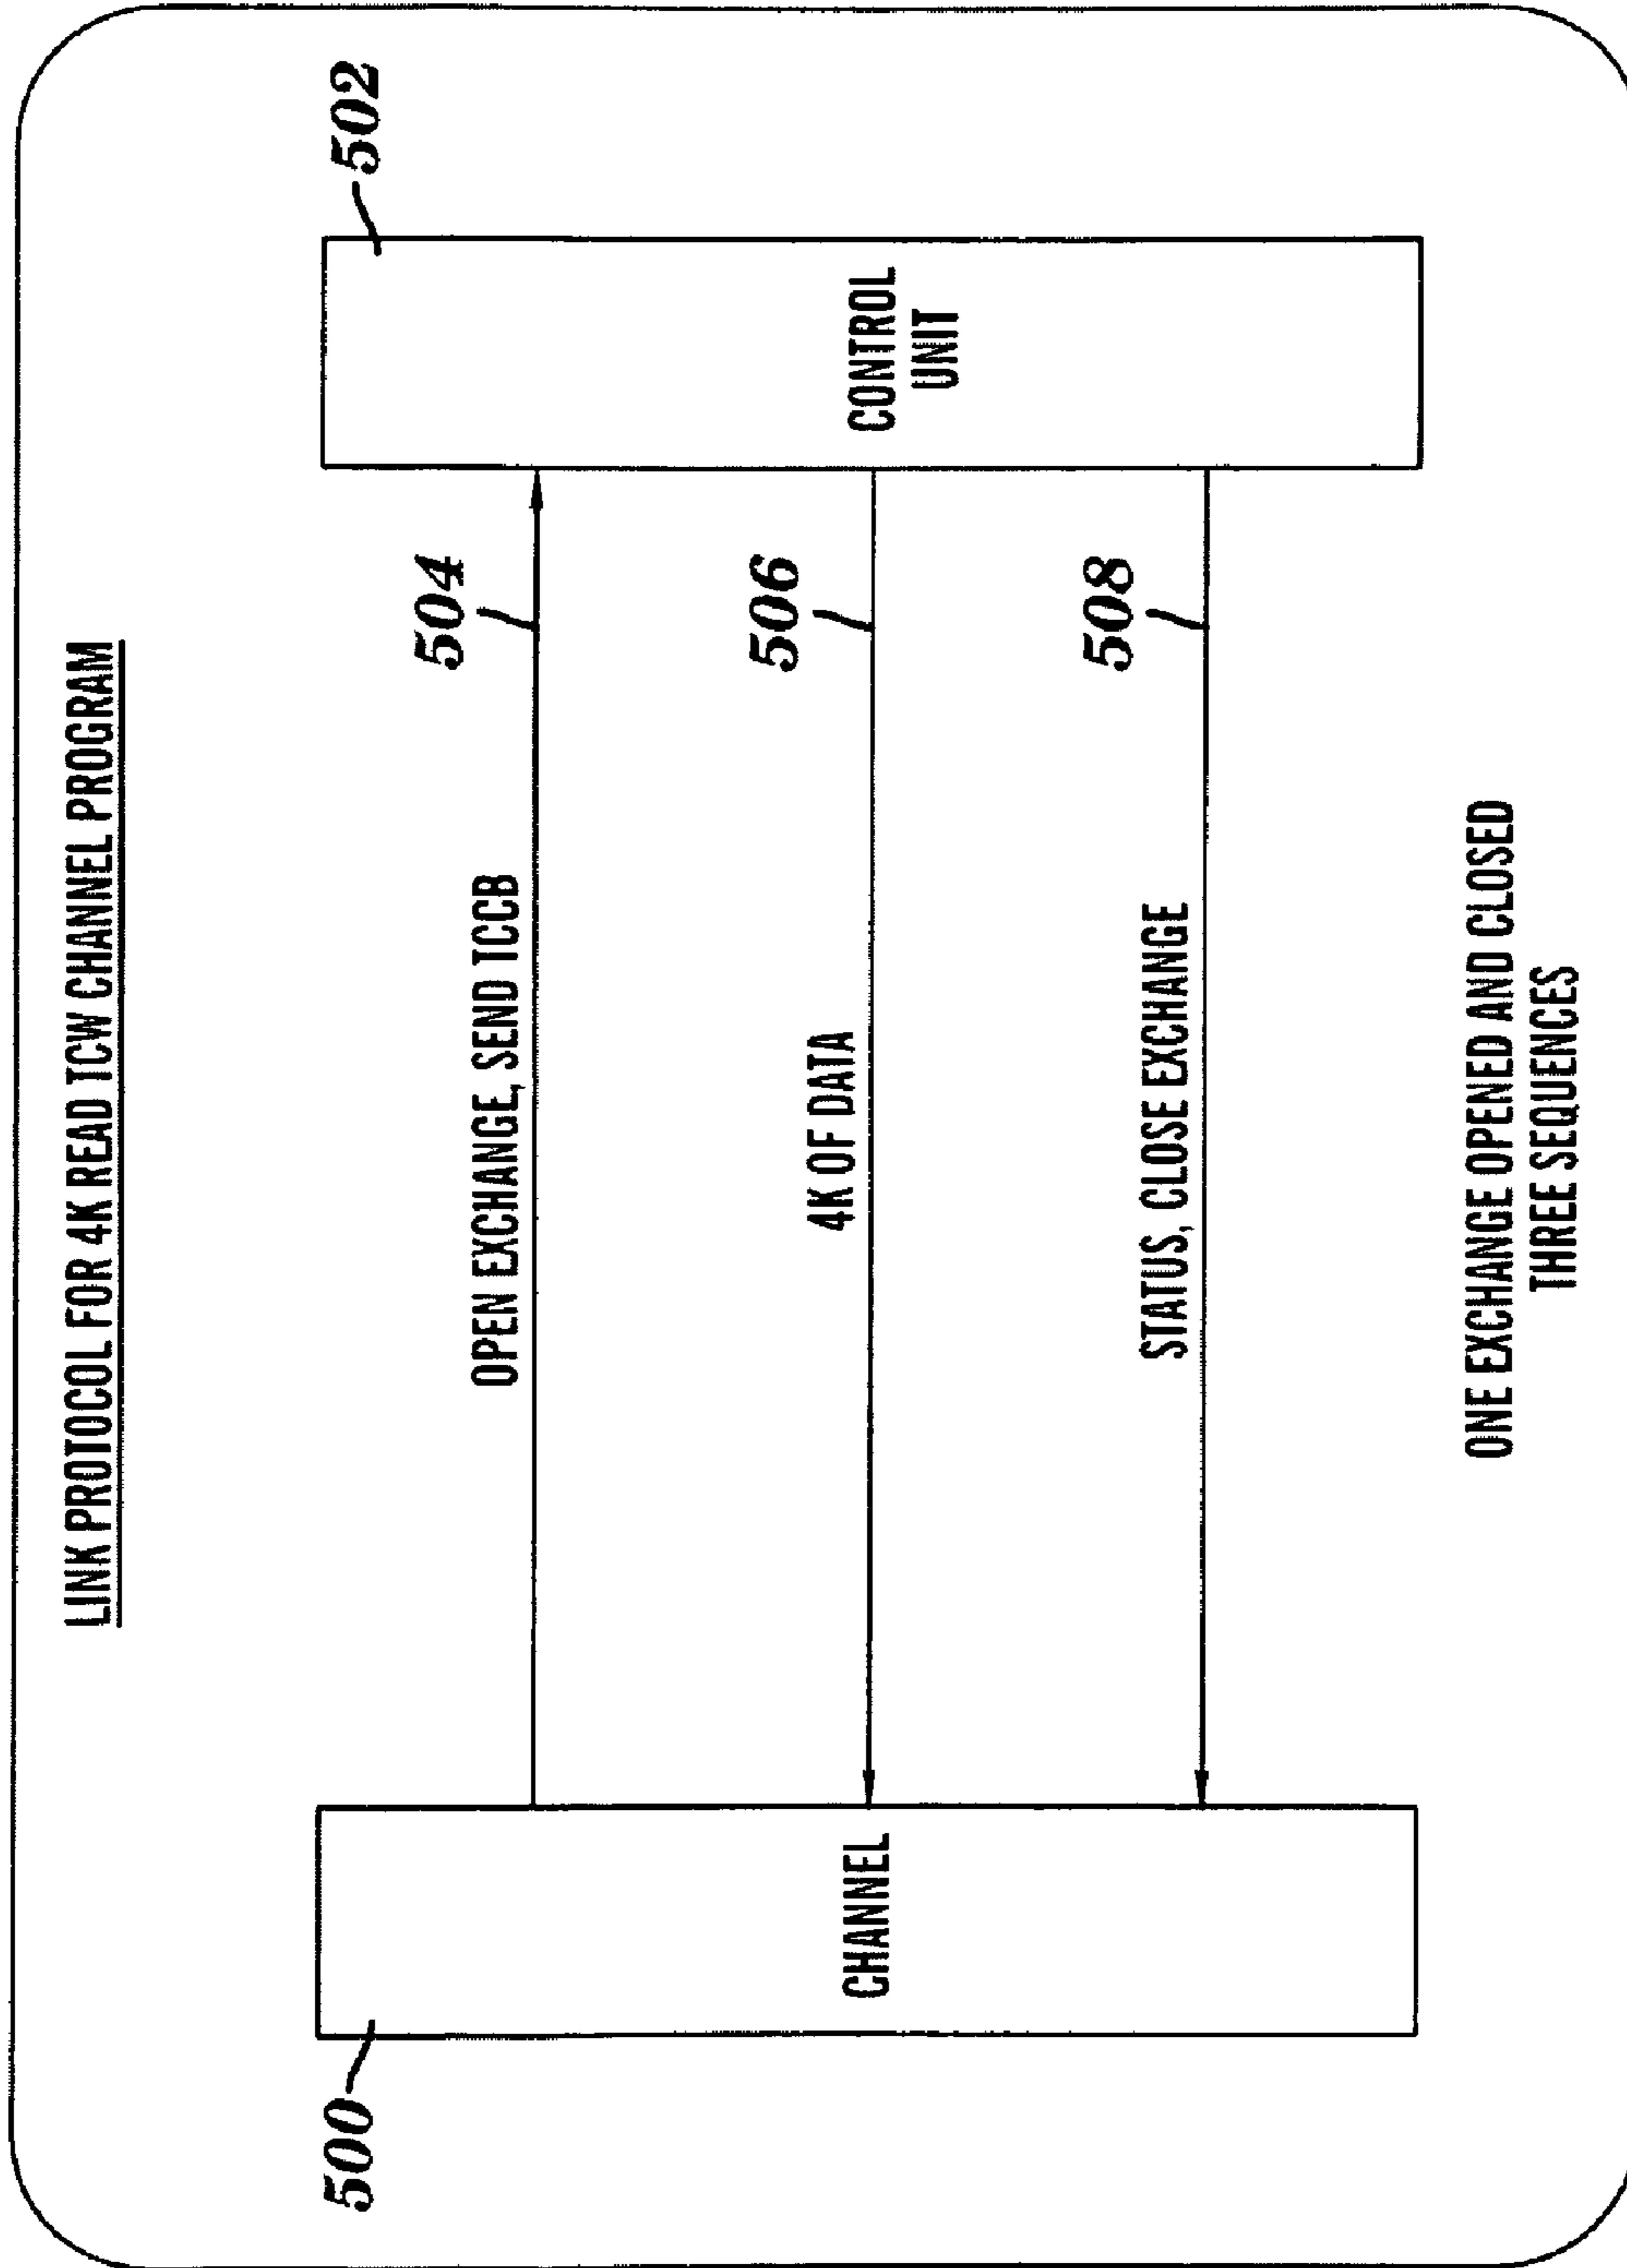 LINK PROTOCOL FOR 4K READ TCW CHANNEL PROGRAM
500
502
CHANNEL
CONTROL
UNIT
OPEN EXCHANGE, SEND TCCB
504
4K OF DATA
506
STATUS, CLOSE EXCHANGE
508
ONE EXCHANGE OPENED AND CLOSED
THREE SEQUENCES